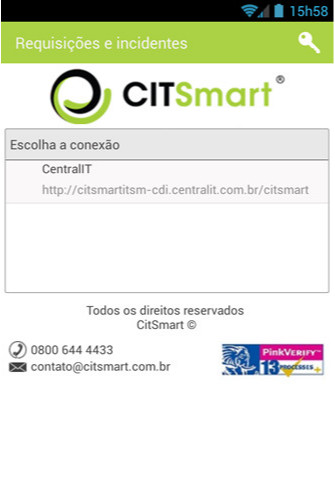 15h58
Requisições e incidentes
CITSmart®
Escolha a conexão
CentralIT
http://citsmartitsm-cdi.centralit.com.br/citsmart
Todos os direitos reservados
CitSmart ©
0800 644 4433
contato@citsmart.com.br
PINKVERIFY™
13 PROCESSES